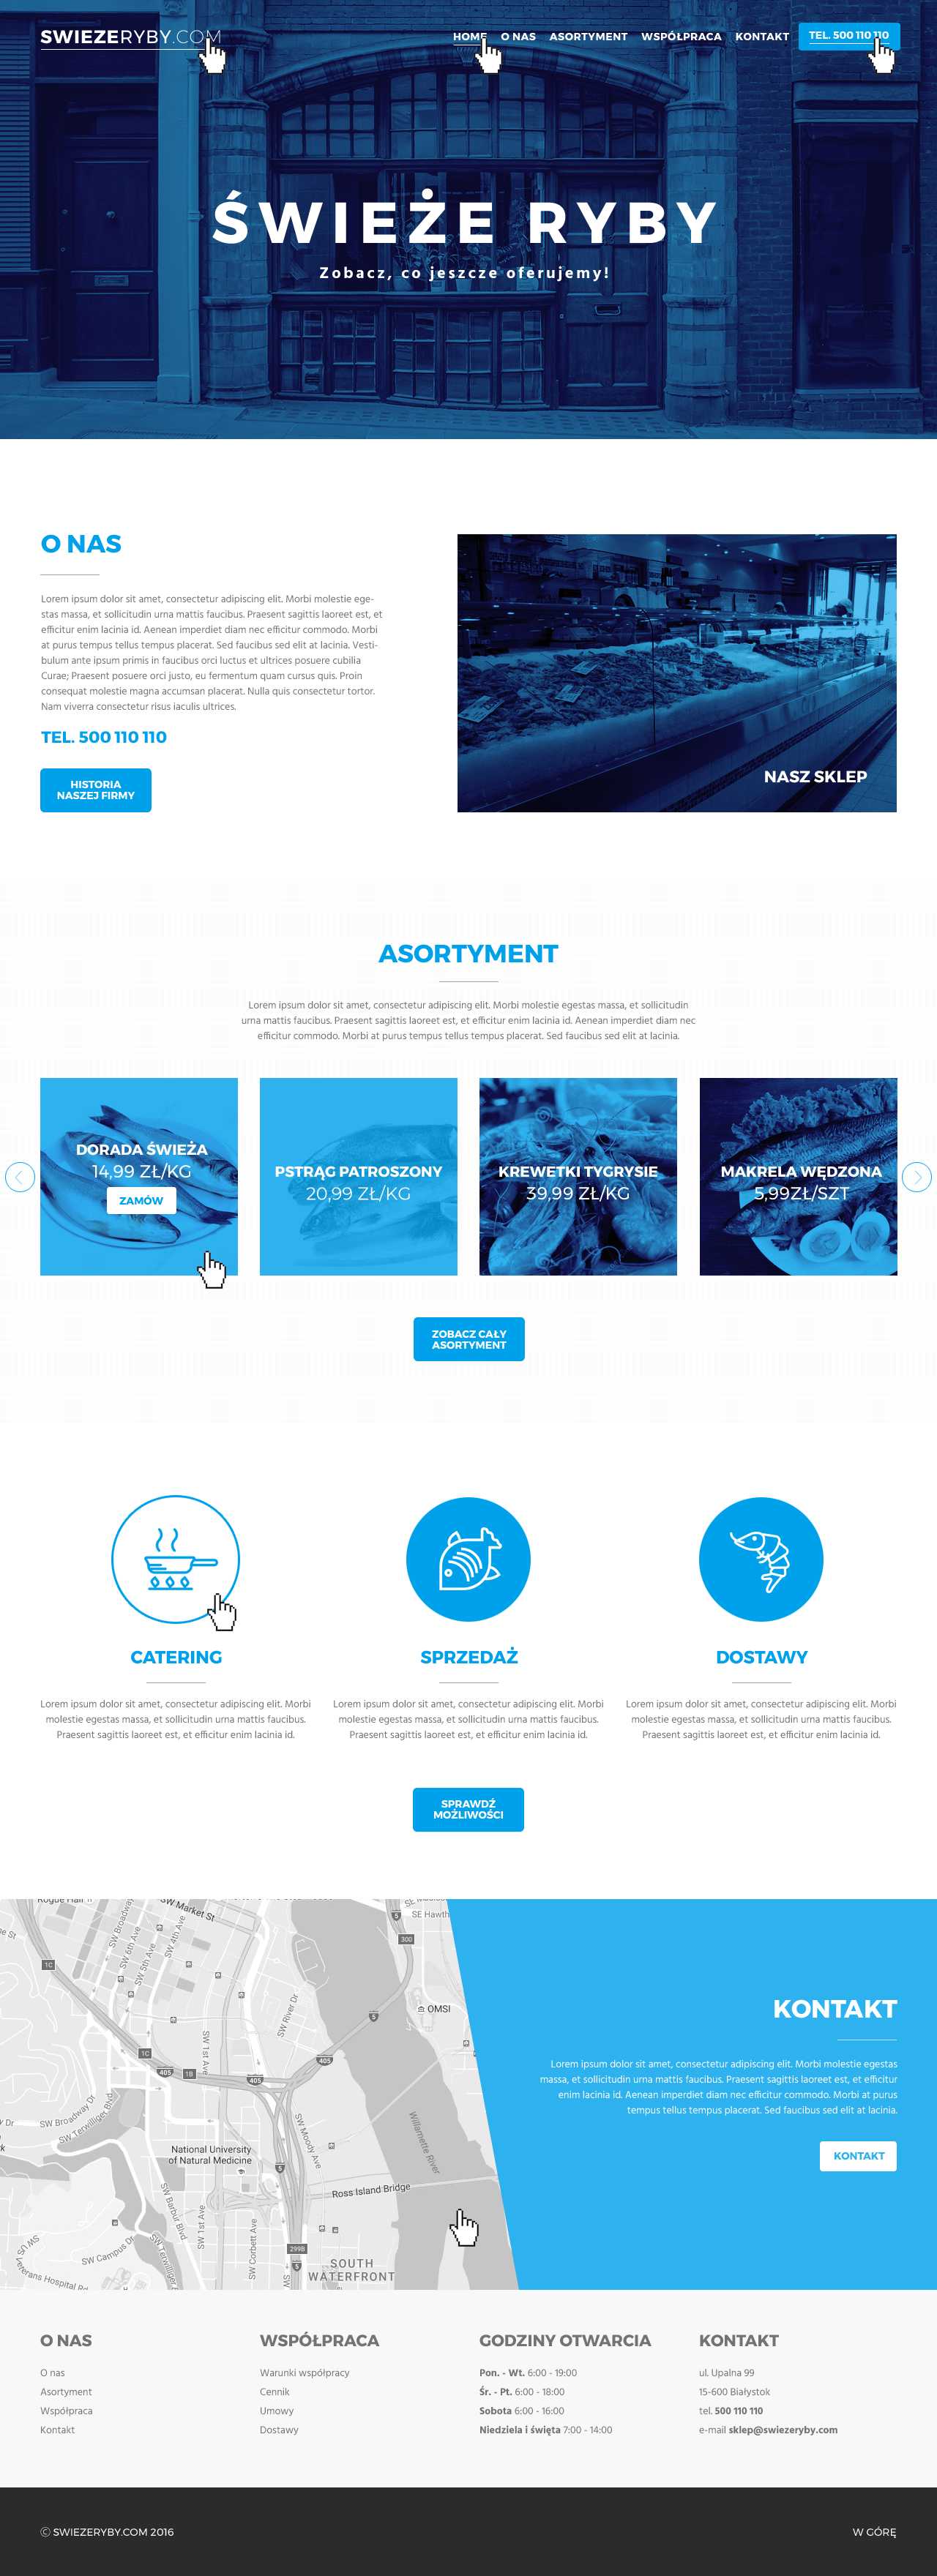 SWIEZERYBY.COM
HOME O NAS ASORTYMENT WSPÓŁPRACA KONTAKT TEL. 500 110 110
ŚWIEŻE RYBY
Zobacz, co jeszcze oferujemy!
O NAS
Lorem ipsum dolor sit amet, consectetur adipiscing elit. Morbi molestie ege-
stas massa, et sollicitudin urna mattis faucibus. Praesent sagittis laoreet est, et
efficitur enim lacinia id. Aenean imperdiet diam nec efficitur commodo. Morbi
at purus tempus tellus tempus placerat. Sed faucibus sed elit at lacinia. Vesti-
bulum ante ipsum primis in faucibus orci luctus et ultrices posuere cubilia
Curae; Praesent posuere orci justo, eu fermentum quam cursus quis. Proin
consequat molestie magna accumsan placerat. Nulla quis consectetur tortor.
Nam viverra consectetur risus iaculis ultrices.
TEL. 500 110 110
HISTORIA
NASZEJ FIRMY
NASZ SKLEP
ASORTYMENT
Lorem ipsum dolor sit amet, consectetur adipiscing elit. Morbi molestie egestas massa, et sollicitudin
urna mattis faucibus. Praesent sagittis laoreet est, et efficitur enim lacinia id. Aenean imperdiet diam nec
efficitur commodo. Morbi at purus tempus tellus tempus placerat. Sed faucibus sed elit at lacinia.
DORADA ŚWIEŻA
14,99 ZŁ/KG
ZAMÓW
PSTRĄG PATROSZONY
20,99 ZŁ/KG
KREWETKI TYGRYSIE
39,99 ZŁ/KG
MAKRELA WĘDZONA
5,99ZŁ/SZT
ZOBACZ CAŁY
ASORTYMENT
CATERING
Lorem ipsum dolor sit amet, consectetur adipiscing elit. Morbi
molestie egestas massa, et sollicitudin urna mattis faucibus.
Praesent sagittis laoreet est, et efficitur enim lacinia id.
SPRZEDAŻ
Lorem ipsum dolor sit amet, consectetur adipiscing elit. Morbi
molestie egestas massa, et sollicitudin urna mattis faucibus.
Praesent sagittis laoreet est, et efficitur enim lacinia id.
DOSTAWY
Lorem ipsum dolor sit amet, consectetur adipiscing elit. Morbi
molestie egestas massa, et sollicitudin urna mattis faucibus.
Praesent sagittis laoreet est, et efficitur enim lacinia id.
SPRAWDŹ
MOŻLIWOŚCI
SW Market St
SW Broadway
SW 6th Ave
SW 5th Ave
SW 4th Ave
SE Hawth
5
300
1C
OMSI
SW River Dr
5
SW 1st Ave
1C
405
1B
405
405
SW Broadway Dr
SW Terwilliger Blvd
SW Moody Ave
Willamette River
National University
of Natural Medicine
5
Ross Island Bridge
SW Barbur Blvd
SW 1st Ave
SW Corbett Ave
SW Campus Dr
299B
5
SOUTH
WATERFRONT
KONTAKT
Lorem ipsum dolor sit amet, consectetur adipiscing elit. Morbi molestie egestas
massa, et sollicitudin urna mattis faucibus. Praesent sagittis laoreet est, et efficitur
enim lacinia id. Aenean imperdiet diam nec efficitur commodo. Morbi at purus
tempus tellus tempus placerat. Sed faucibus sed elit at lacinia.
KONTAKT
O NAS
O nas
Asortyment
Współpraca
Kontakt
WSPÓŁPRACA
Warunki współpracy
Cennik
Umowy
Dostawy
GODZINY OTWARCIA
Pon. - Wt. 6:00 - 19:00
Śr. - Pt. 6:00 - 18:00
Sobota 6:00 - 16:00
Niedziela i święta 7:00 - 14:00
KONTAKT
ul. Upalna 99
15-600 Białystok
tel. 500 110 110
e-mail sklep@swiezeryby.com
© SWIEZERYBY.COM 2016
W GÓRĘ